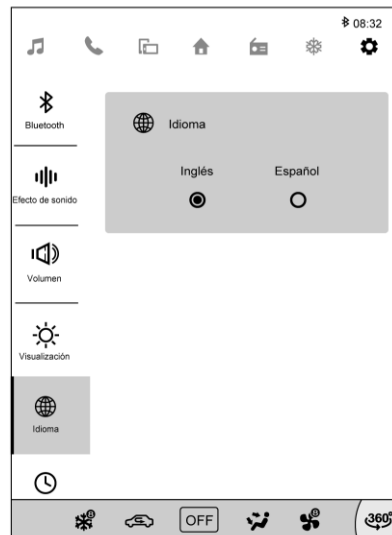 08:32
Bluetooth
Idioma
Inglés Español
Efecto de sonido
Volumen
Visualización
Idioma
OFF
360°